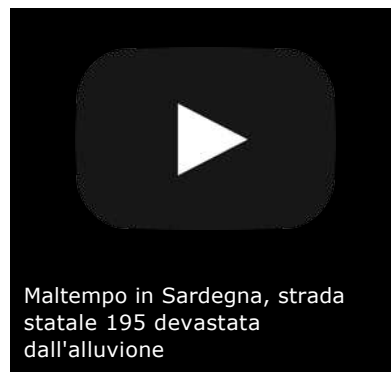 Maltempo in Sardegna, strada
statale 195 devastata
dall'alluvione